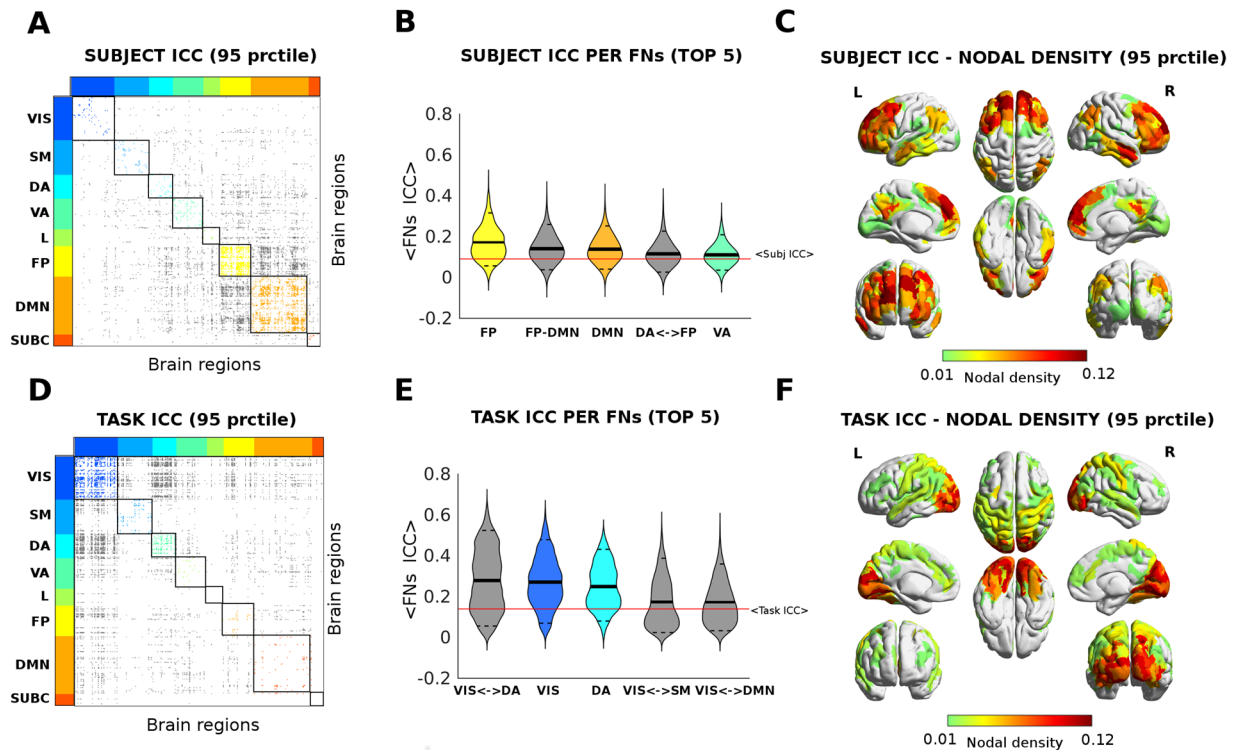 A
SUBJECT ICC (95 prctile)
VIS
SM
DA
VA
L
FP
DMN
SUBC
Brain regions
Brain regions
B
SUBJECT ICC PER FNs (TOP 5)
<FNs ICC>
0.8
0.6
0.4
0.2
0
-0.2
<Subj ICC>
FP FP-DMN DMN DA<->FP VA
C
SUBJECT ICC - NODAL DENSITY (95 prctile)
L R
0.01 Nodal density 0.12
D
TASK ICC (95 prctile)
VIS
SM
DA
VA
L
FP
DMN
SUBC
Brain regions
Brain regions
E
TASK ICC PER FNs (TOP 5)
<FNs ICC>
0.8
0.6
0.4
0.2
0
-0.2
<Task ICC>
VIS<->DA VIS DA VIS<->SM VIS<->DMN
F
TASK ICC - NODAL DENSITY (95 prctile)
L R
0.01 Nodal density 0.12